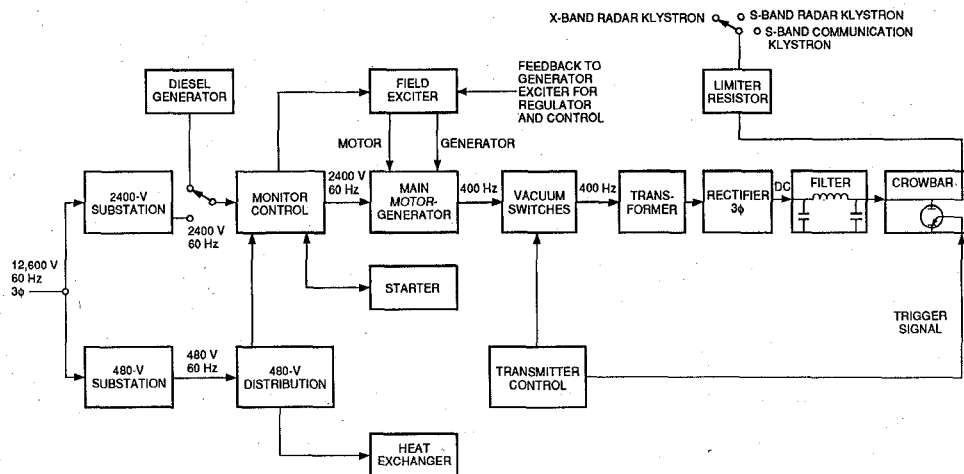 X-BAND RADAR KLYSTRON
S-BAND RADAR KLYSTRON
S-BAND COMMUNICATION
KLYSTRON
DIESEL
GENERATOR
FIELD
EXCITER
FEEDBACK TO
GENERATOR
EXCITER FOR
REGULATOR
AND CONTROL
LIMITER
RESISTOR
MOTOR
GENERATOR
2400-V
SUBSTATION
2400 V
60 Hz
MONITOR
CONTROL
2400 V
60 Hz
MAIN
MOTOR-
GENERATOR
400 Hz
VACUUM
SWITCHES
400 Hz
TRANS-
FORMER
RECTIFIER
3ϕ
DC
FILTER
CROWBAR
12,600 V
60 Hz
3ϕ
STARTER
TRIGGER
SIGNAL
480-V
SUBSTATION
480 V
60 Hz
480-V
DISTRIBUTION
TRANSMITTER
CONTROL
HEAT
EXCHANGER